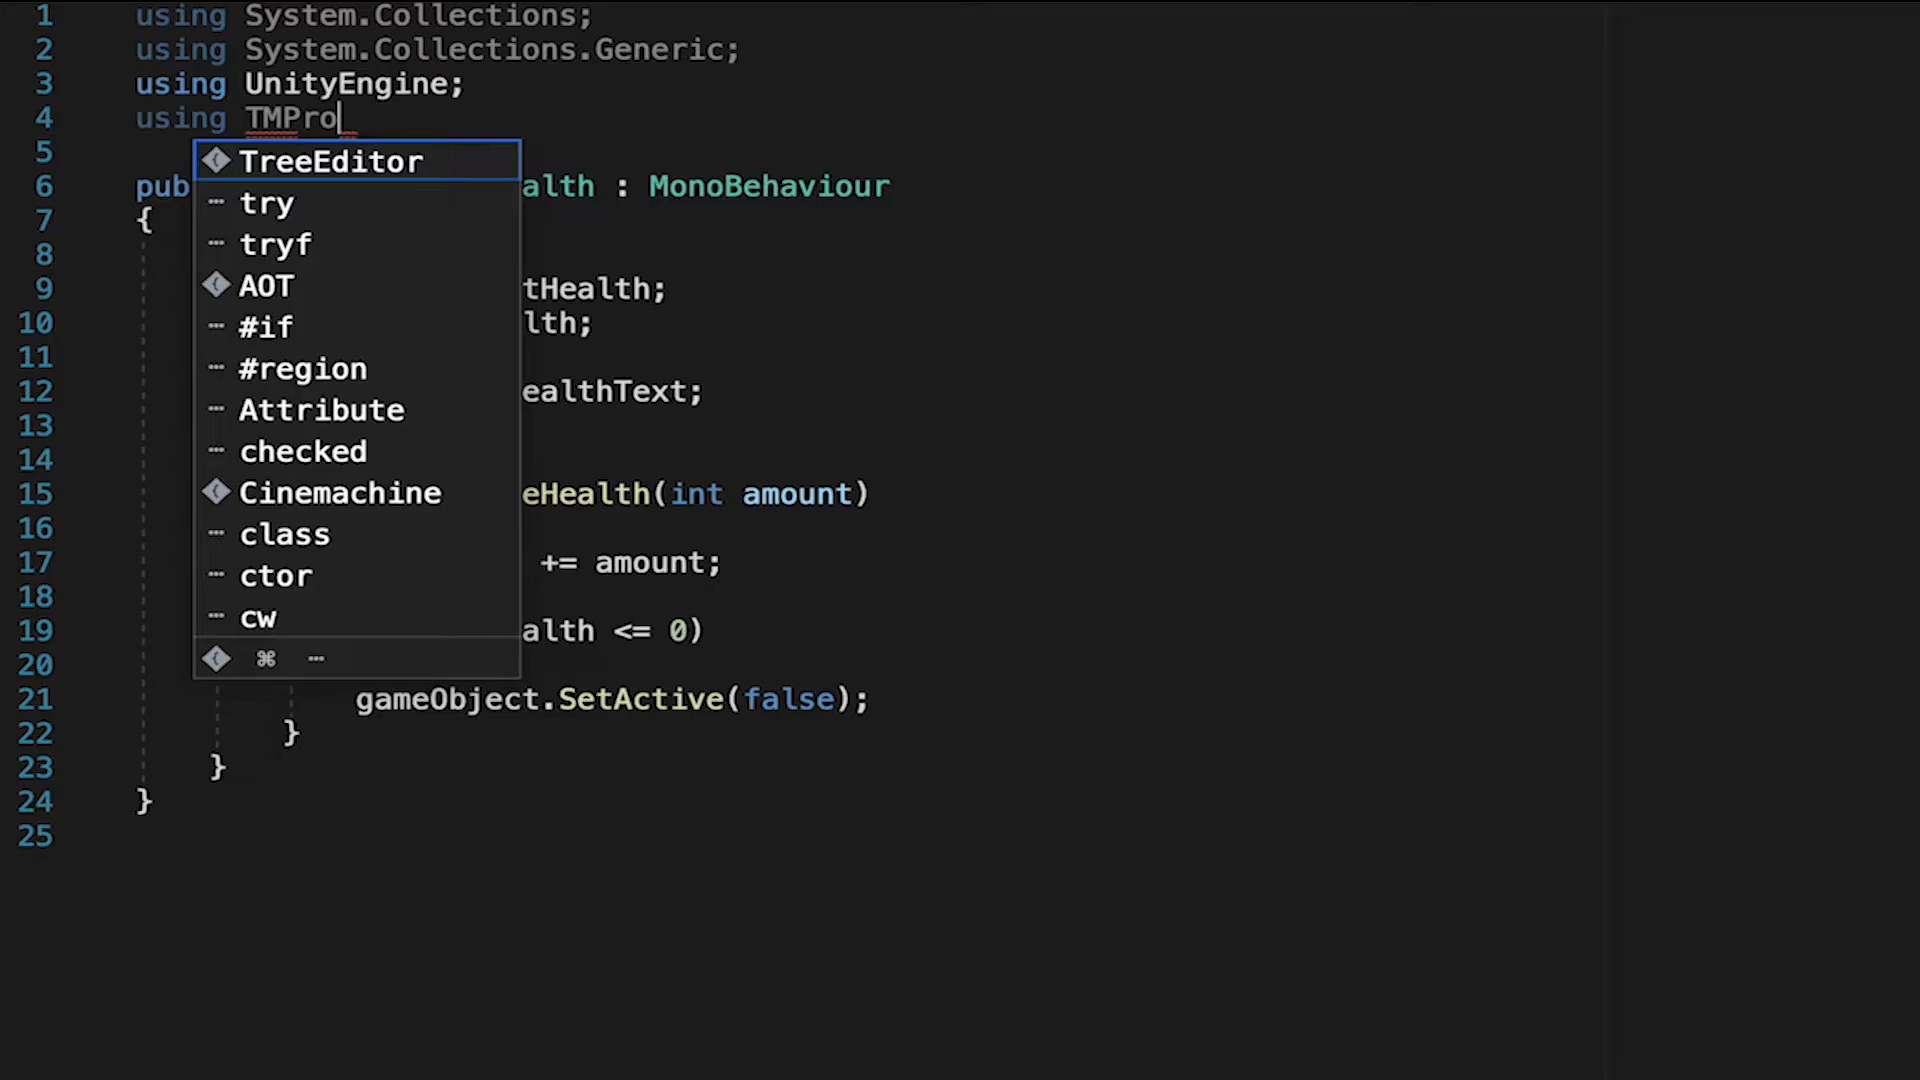 1 using System.Collections;
2 using System.Collections.Generic;
3 using UnityEngine;
4 using TMPro
5
6 pub alth : MonoBehaviour
7 {
8
9 tHealth;
10 lth;
11
12 ealthText;
13
14
15 eHealth(int amount)
16
17 += amount;
18
19 alth <= 0)
20
21 gameObject.SetActive(false);
22 }
23 }
24 }
25
TreeEditor
try
tryf
AOT
#if
#region
Attribute
checked
Cinemachine
class
ctor
cw